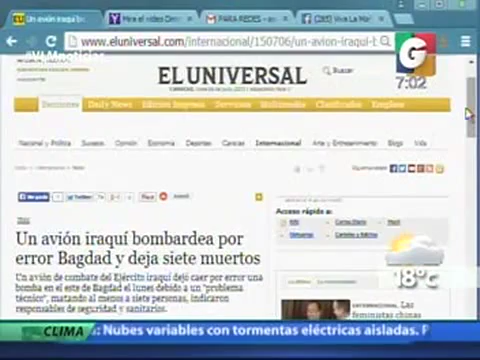 Un avión iraquí b
Mira el video Don
PARA REDES - a
(285) Viva La Ma
www.eluniversal.com/internacional/150706/un-avion-iraqui-b
G
7:02
EL UNIVERSAL
Buscar
Secciones Daily News Edición Impresa Servicios Multimedia Clasificados Empleos
Nacional y Política Sucesos Opinión Economía Deportes Caracas Internacional Arte y Entretenimiento Blogs Vida
Acceso rápido a:
Un avión iraquí bombardea por
error Bagdad y deja siete muertos
Un avión de combate del Ejército iraquí dejó caer por error una
bomba en el este de Bagdad el lunes debido a un "problema
técnico", matando al menos a siete personas, indicaron
responsables de seguridad y sanitarios.
18°C
INTERNACIONAL Las
feministas chinas
CLIMA
: Nubes variables con tormentas eléctricas aisladas. P